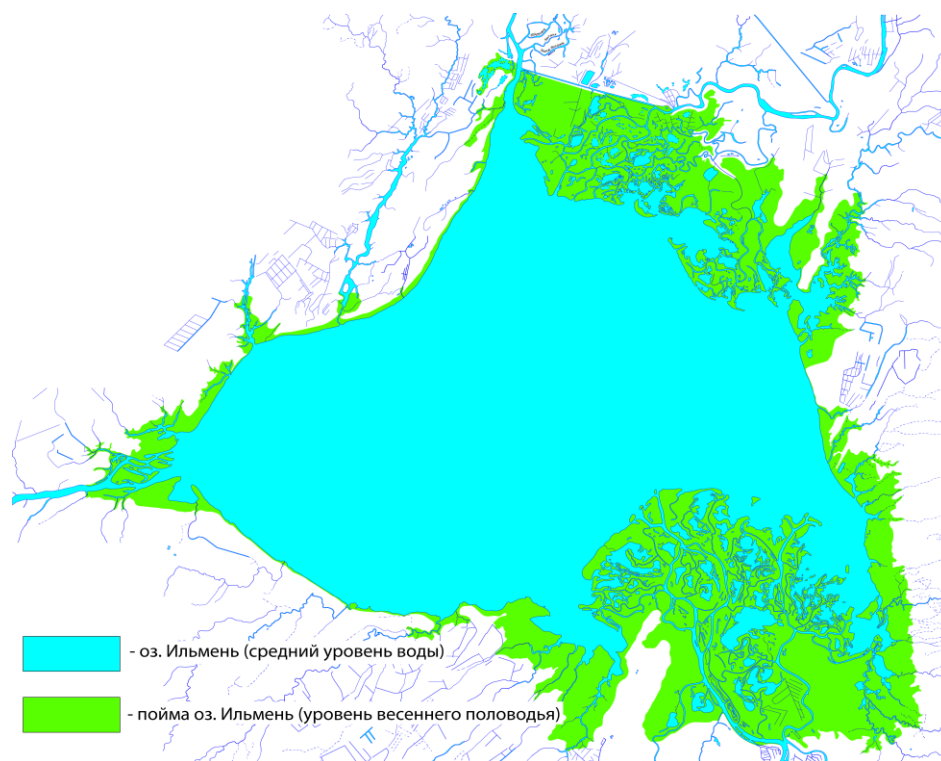 - оз. Ильмень (средний уровень воды)
- пойма оз. Ильмень (уровень весеннего половодья)